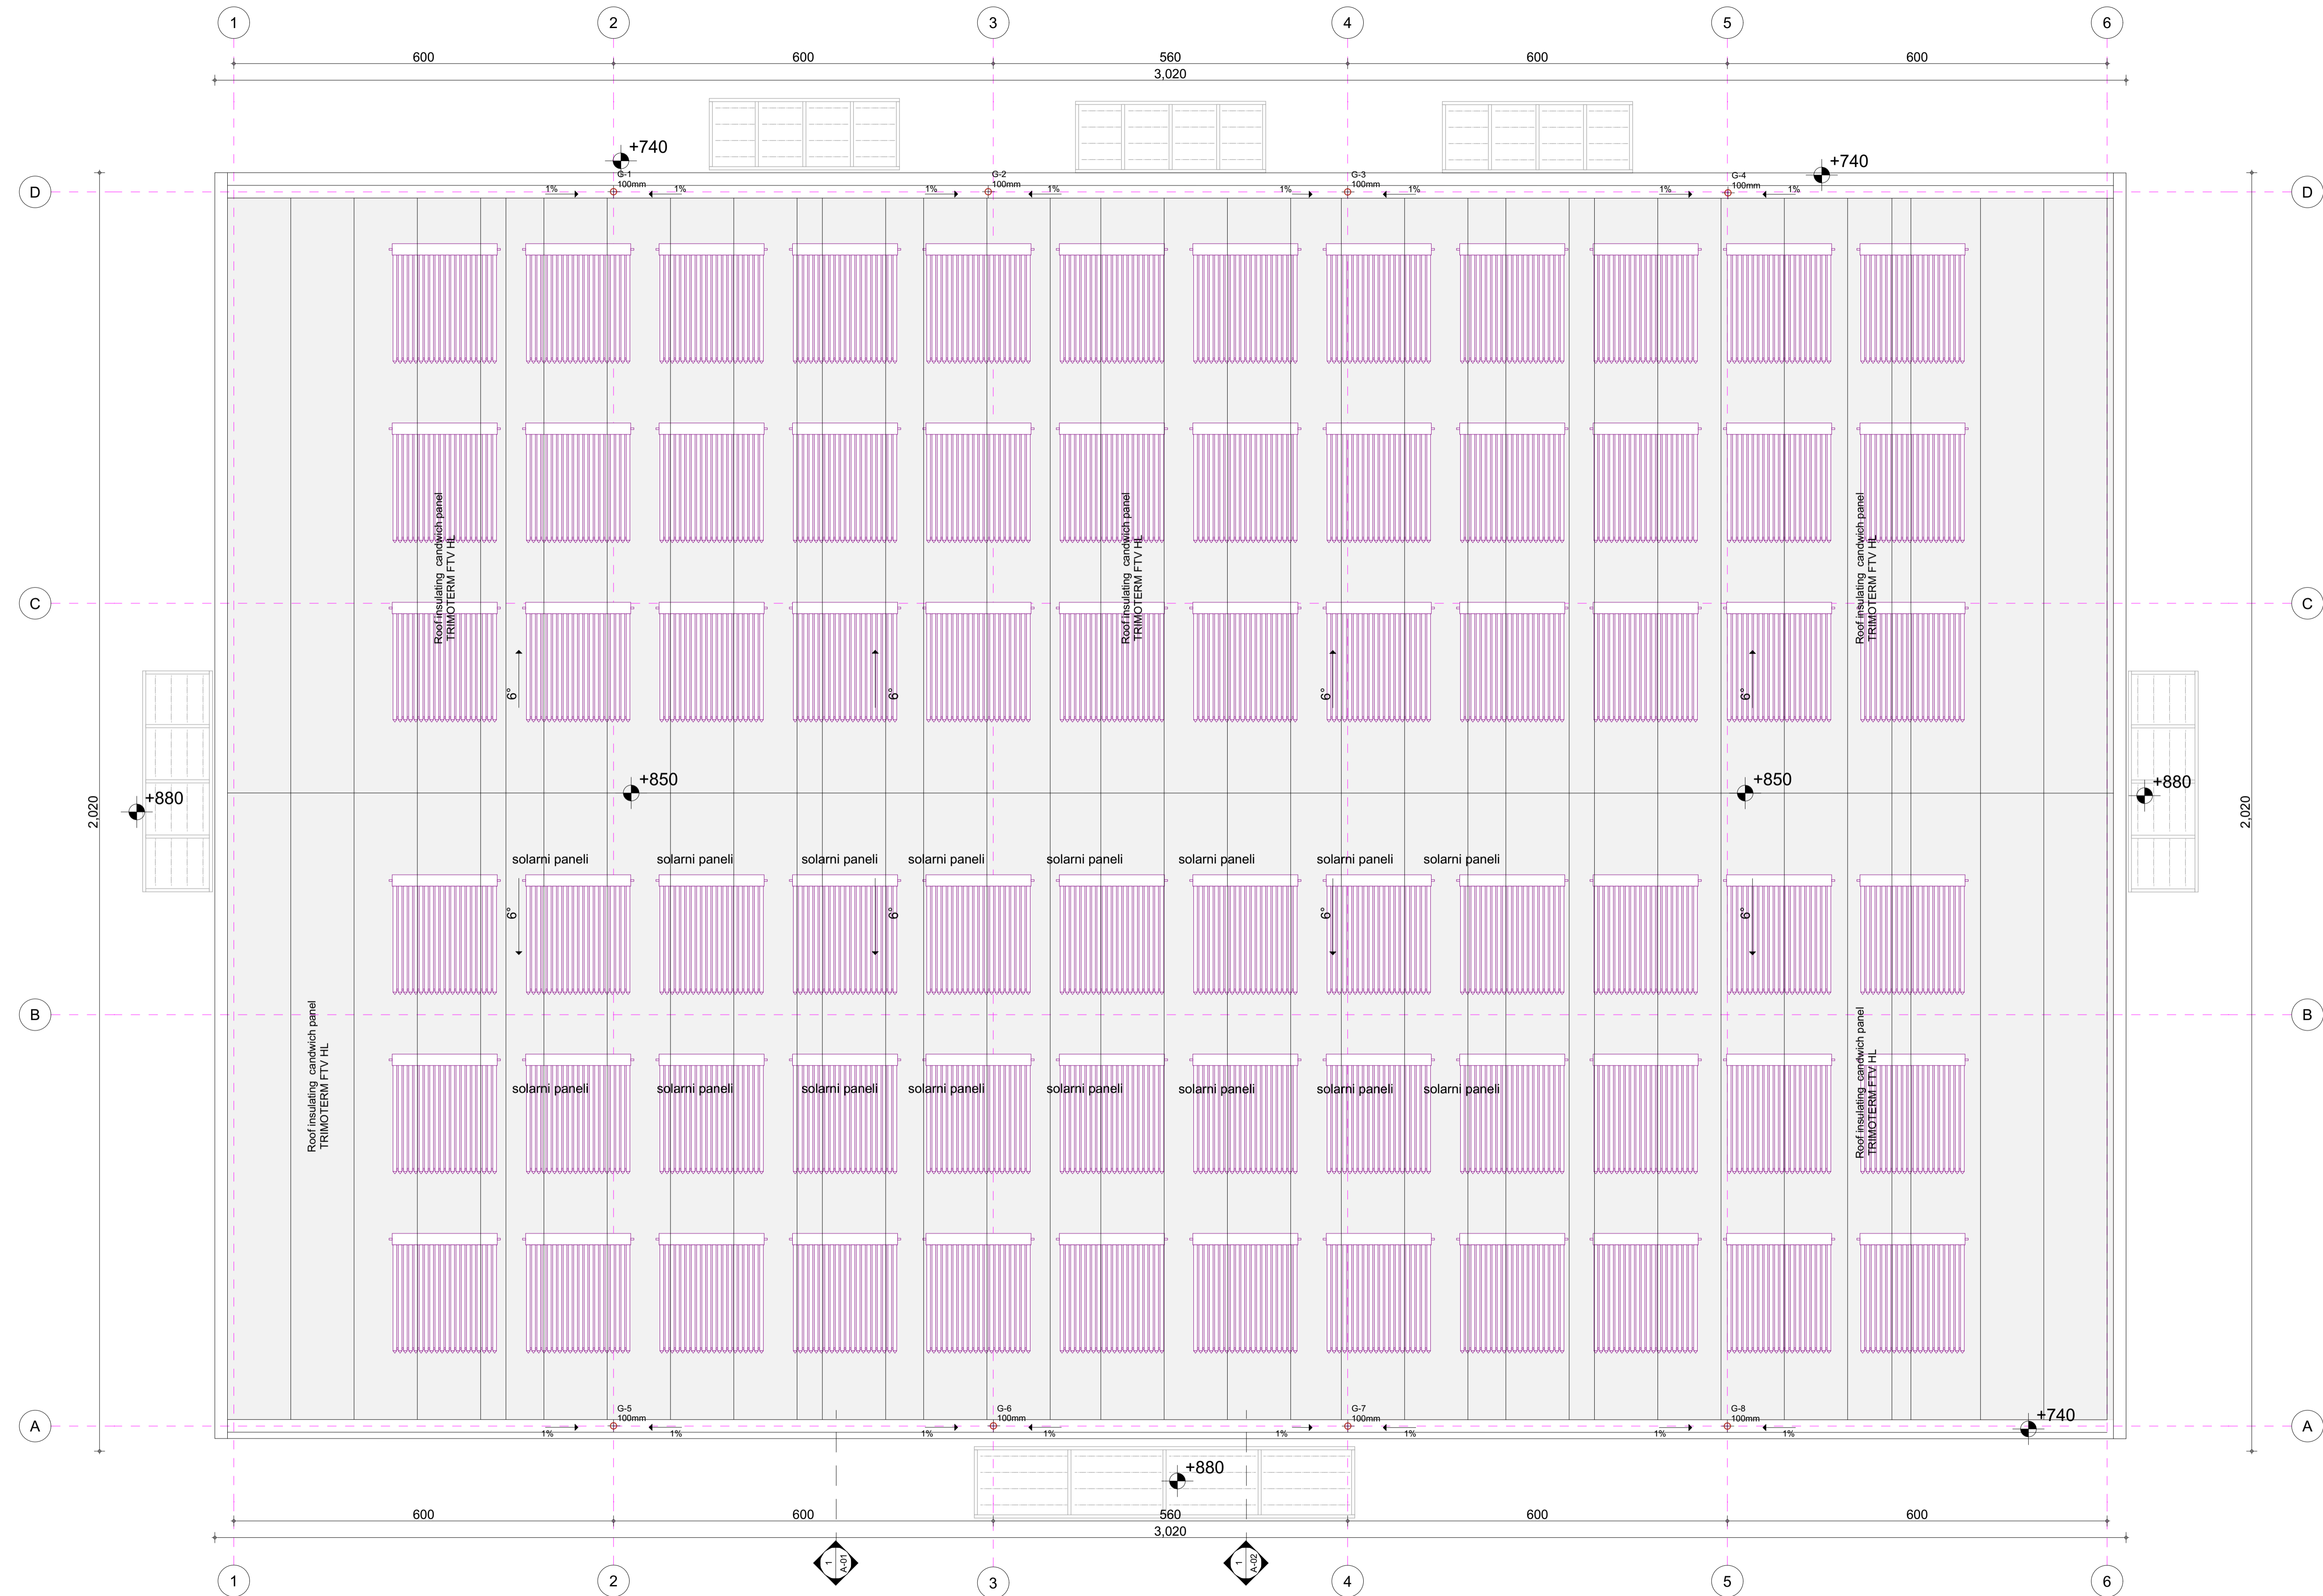 1 2 3 4 5 6
600 600 560 600 600
3,020
+740 +740
G-1 G-2 G-3 G-4
100mm 100mm 100mm 100mm
1% 1% 1% 1% 1% 1% 1% 1%
D D
Roof insulating candwich panel
TRIMOTERM FTV HL
Roof insulating candwich panel
TRIMOTERM FTV HL
Roof insulating candwich panel
TRIMOTERM FTV HL
C C
6° 6° 6° 6°
+850 +850
+880 +880
2,020 2,020
solarni paneli solarni paneli solarni paneli solarni paneli solarni paneli solarni paneli solarni paneli solarni paneli
6° 6° 6° 6°
B B
Roof insulating candwich panel
TRIMOTERM FTV HL
Roof insulating candwich panel
TRIMOTERM FTV HL
solarni paneli solarni paneli solarni paneli solarni paneli solarni paneli solarni paneli solarni paneli solarni paneli
G-5 G-6 G-7 G-8
100mm 100mm 100mm 100mm
+740
A A
1% 1% 1% 1% 1% 1% 1% 1%
+880
600 600 560 600 600
3,020
1 A-01
1 A-02
1 2 3 4 5 6